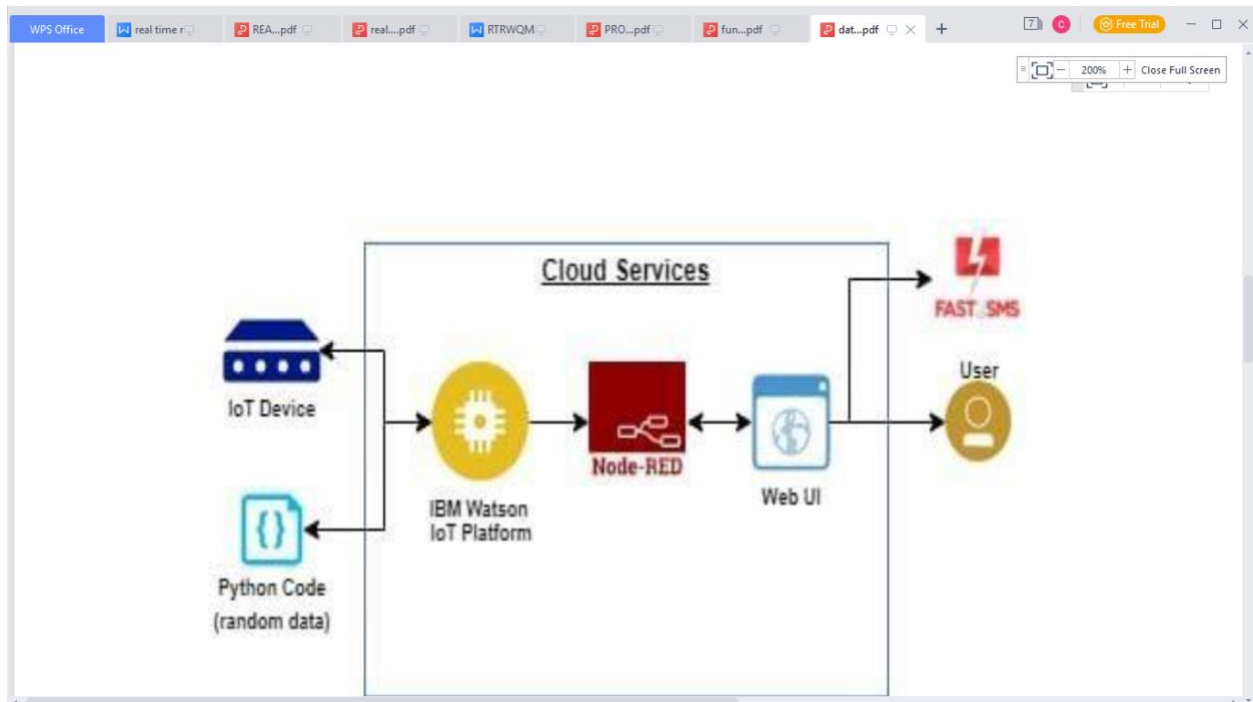 WPS Office
real time r
REA...pdf
real....pdf
RTRWQM
PRO...pdf
fun...pdf
dat...pdf
7
C
Free Trial
200%
Close Full Screen
Cloud Services
FAST SMS
IoT Device
User
Node-RED
Web UI
IBM Watson
IoT Platform
Python Code
(random data)